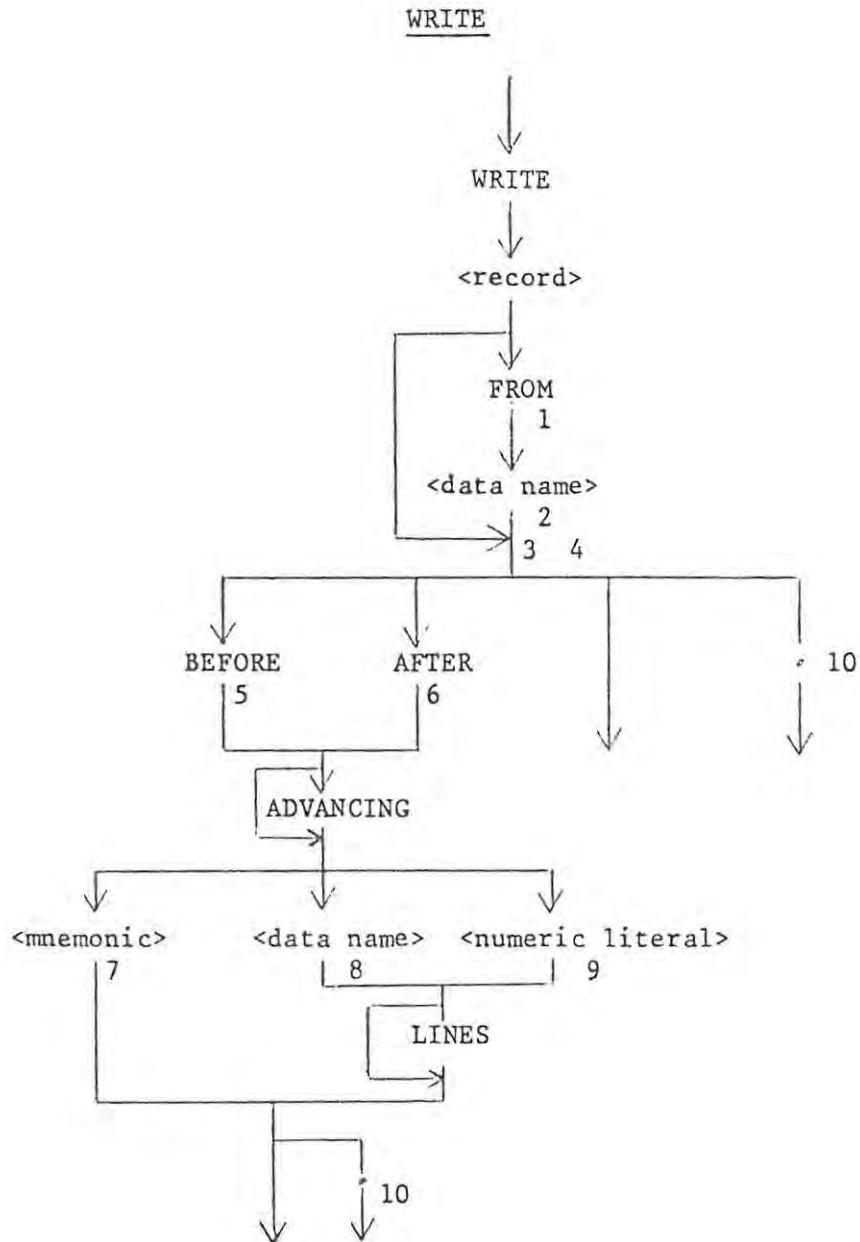 WRITE
WRITE
<record>
FROM
1
<data name>
2
3 4
BEFORE AFTER . 10
5 6
ADVANCING
<mnemonic> <data name> <numeric literal>
7 8 9
LINES
. 10